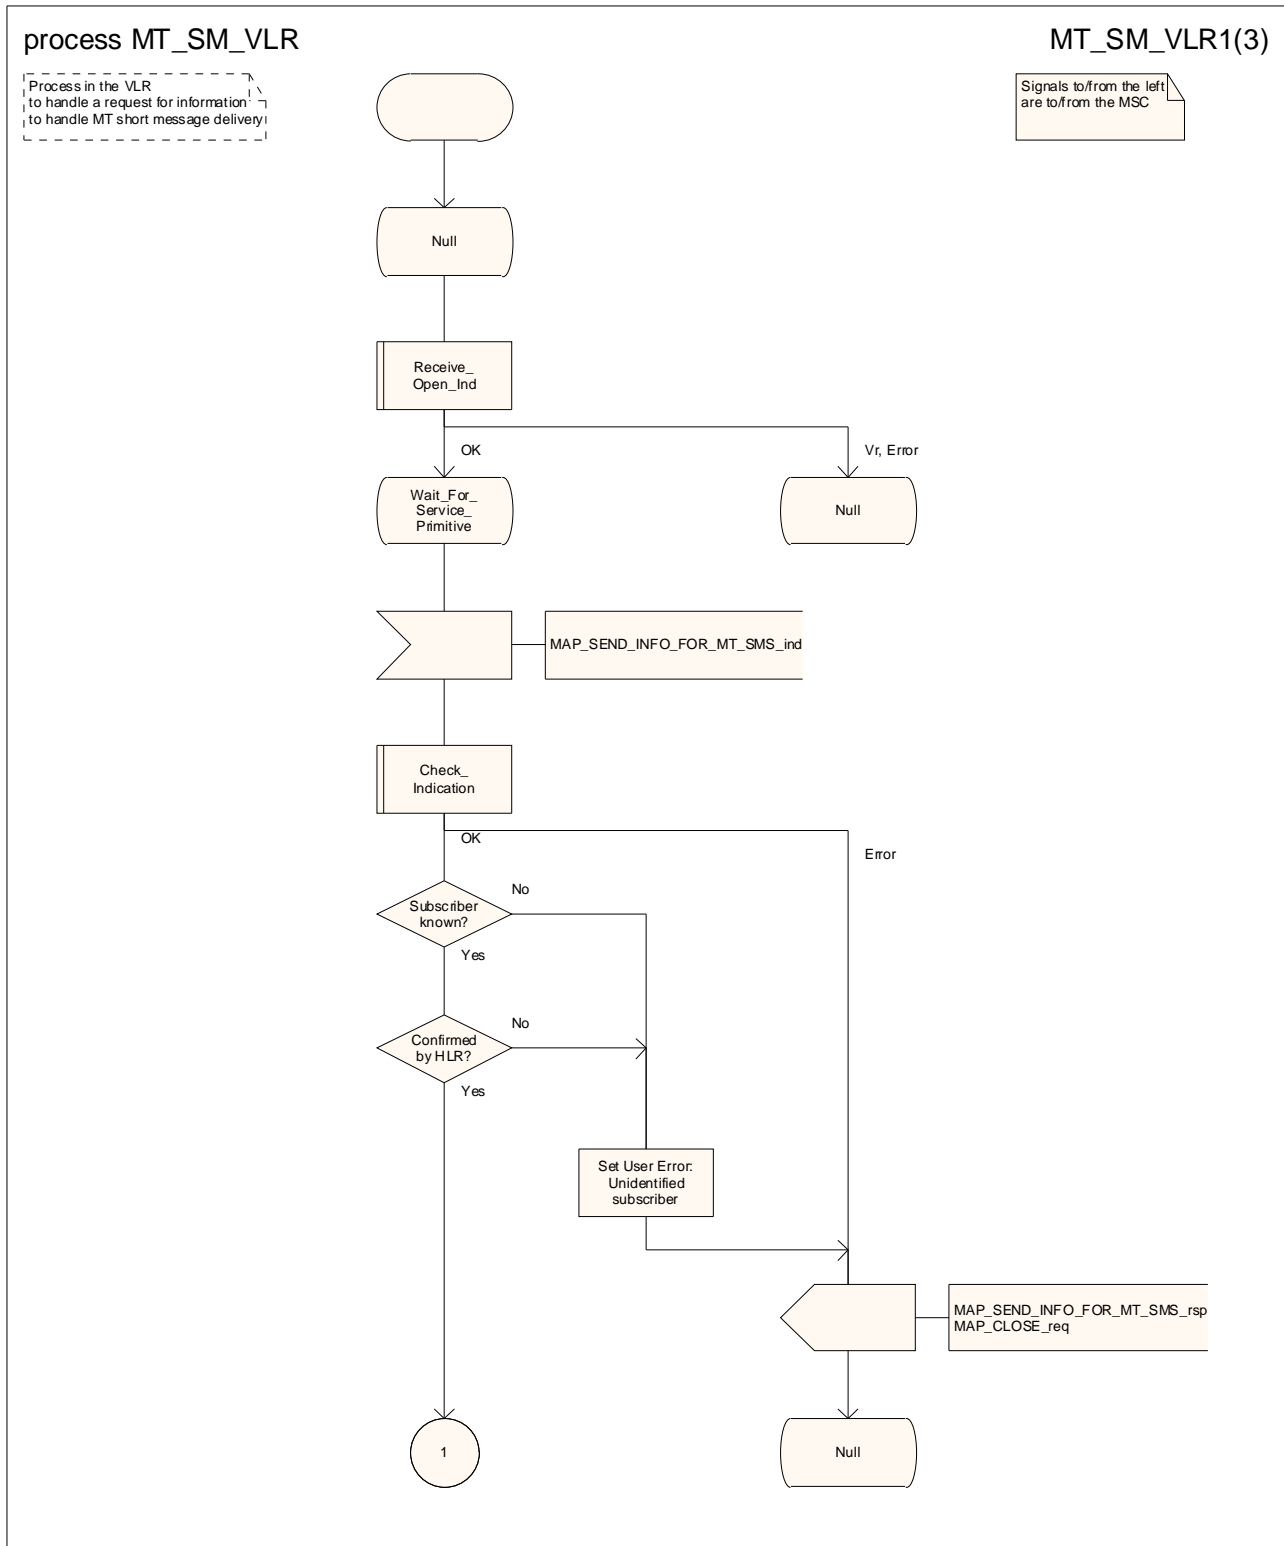 process MT_SM_VLR
MT_SM_VLR1(3)
Process in the VLR
to handle a request for information
to handle MT short message delivery
Signals to/from the left
are to/from the MSC
Null
Receive_
Open_Ind
OK
Vr, Error
Wait_For_
Service_
Primitive
Null
MAP_SEND_INFO_FOR_MT_SMS_ind
Check_
Indication
OK
Error
No
Subscriber
known?
Yes
No
Confirmed
by HLR?
Yes
Set User Error:
Unidentified
subscriber
MAP_SEND_INFO_FOR_MT_SMS_rsp
MAP_CLOSE_req
1
Null